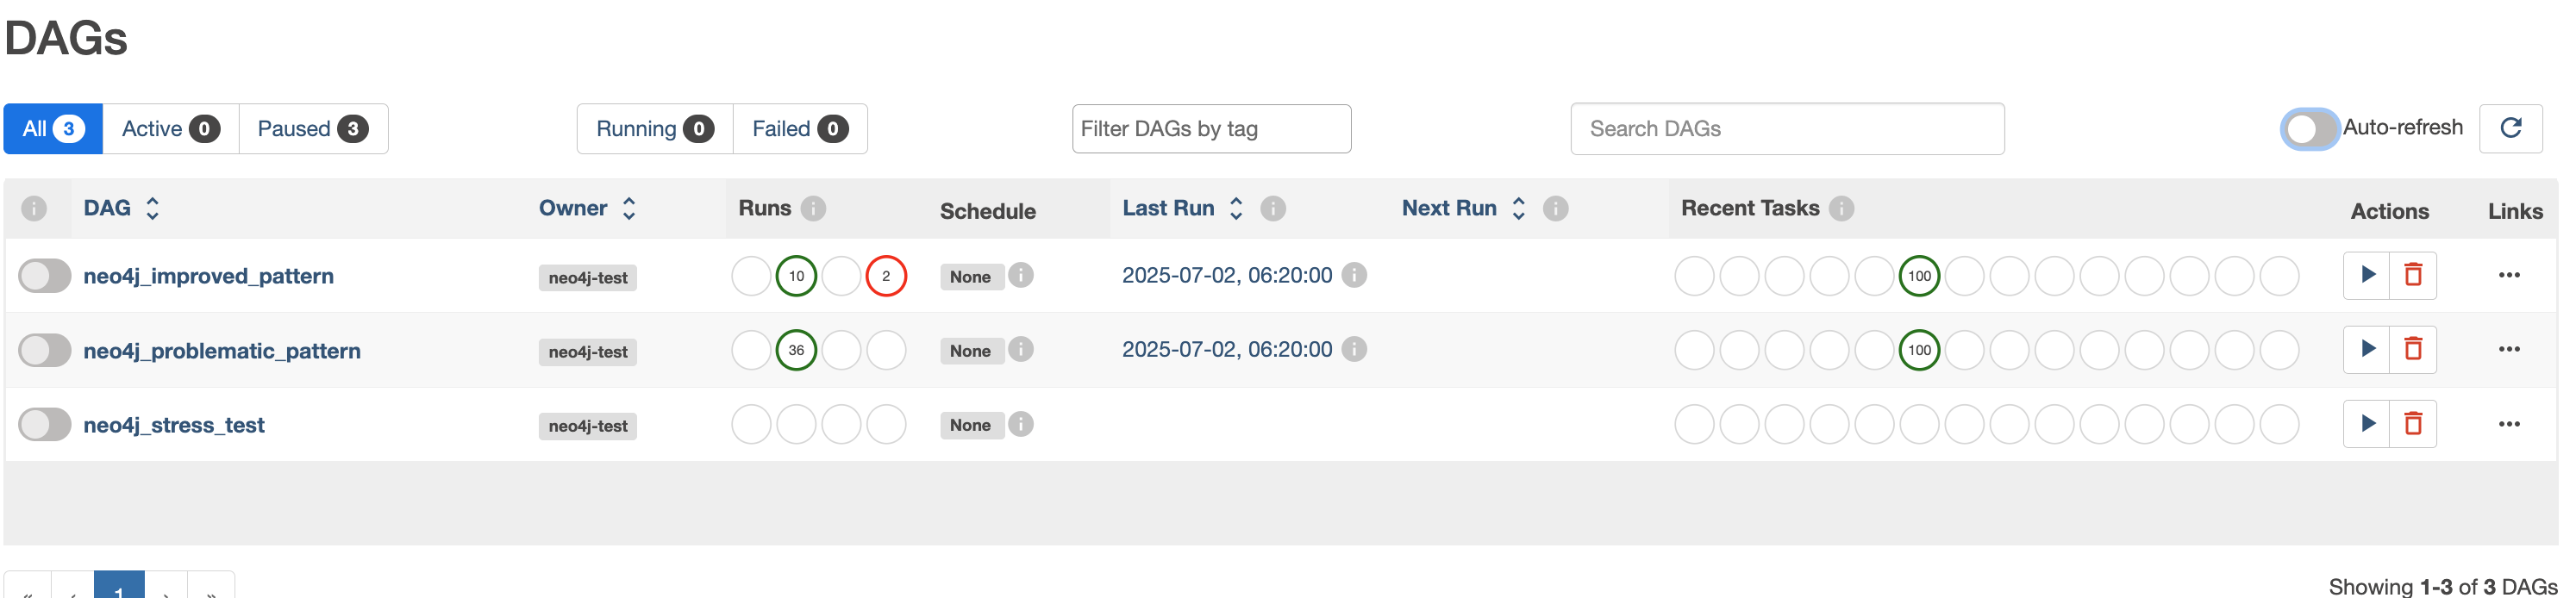 DAGs
All 3 Active 0 Paused 3 Running 0 Failed 0 Filter DAGs by tag Search DAGs Auto-refresh
DAG Owner Runs Schedule Last Run Next Run Recent Tasks Actions Links
neo4j_improved_pattern neo4j-test 10 2 None 2025-07-02, 06:20:00 100
neo4j_problematic_pattern neo4j-test 36 None 2025-07-02, 06:20:00 100
neo4j_stress_test neo4j-test None
« ‹ 1 › » Showing 1-3 of 3 DAGs